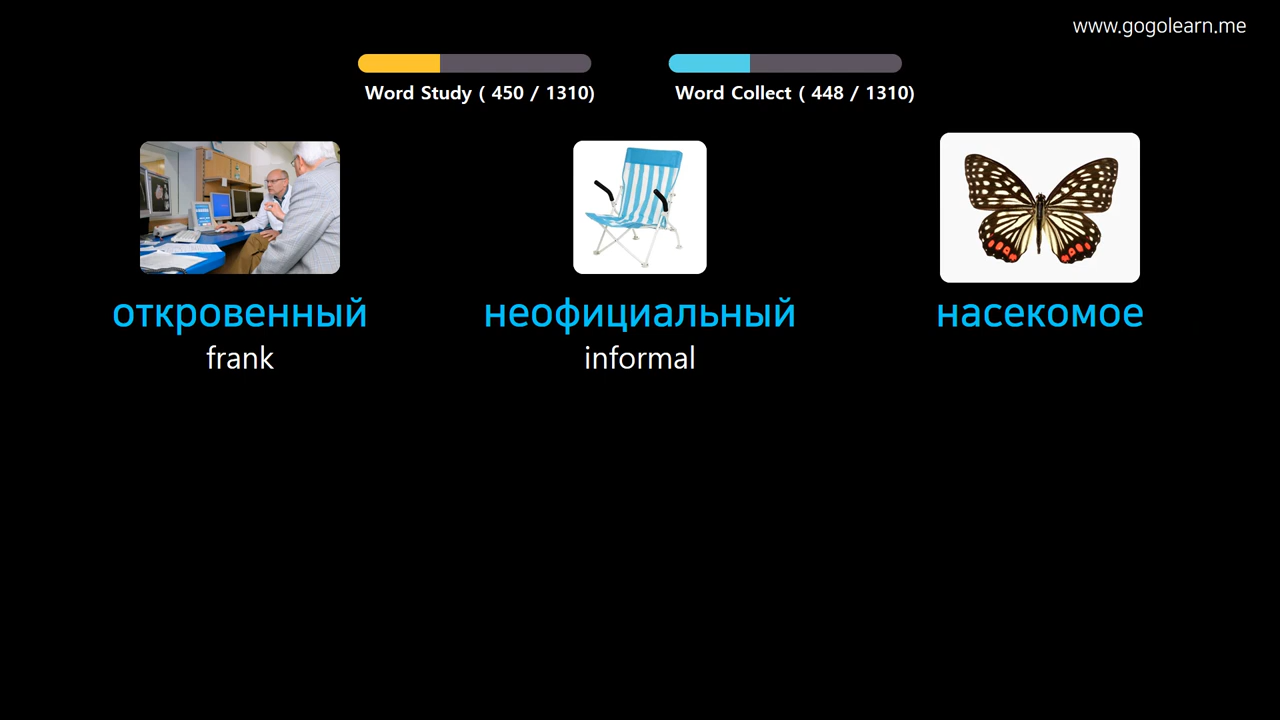 www.gogolearn.me
Word Study ( 450 / 1310)
Word Collect ( 448 / 1310)
откровенный
неофициальный
насекомое
frank
informal